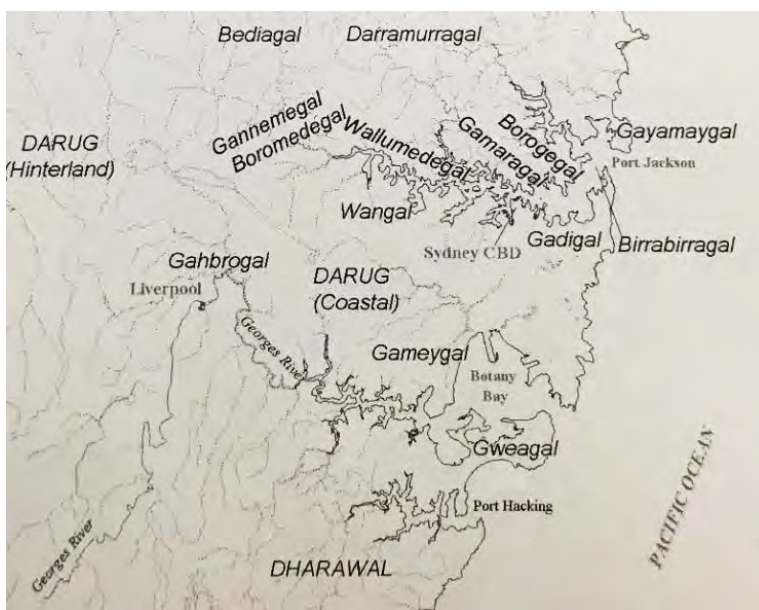 Bediagal
Darramurragal
DARUG
(Hinterland)
Gannemegal
Boromedegal
Wallumedegal
Gamaragal
Borogegal
Gayamaygal
Port Jackson
Wangal
Sydney CBD
Gadigal
Birrabirragal
Gahbrogal
Liverpool
DARUG
(Coastal)
Georges River
Gameygal
Botany
Bay
Gweagal
Port Hacking
PACIFIC OCEAN
Georges River
DHARAWAL